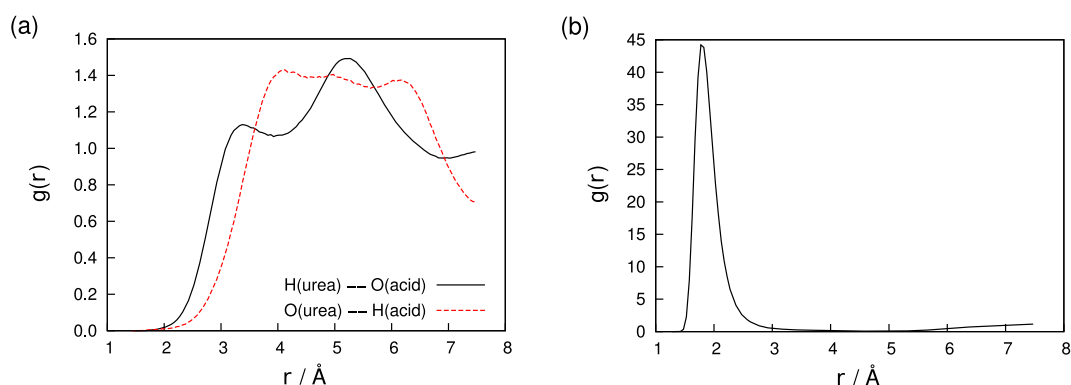 (a)
g(r)
1.6
1.4
1.2
1.0
0.8
0.6
0.4
0.2
0.0
H(urea) –– O(acid)
O(urea) –– H(acid)
1 2 3 4 5 6 7 8
r / Å
(b)
g(r)
45
40
35
30
25
20
15
10
5
0
1 2 3 4 5 6 7 8
r / Å